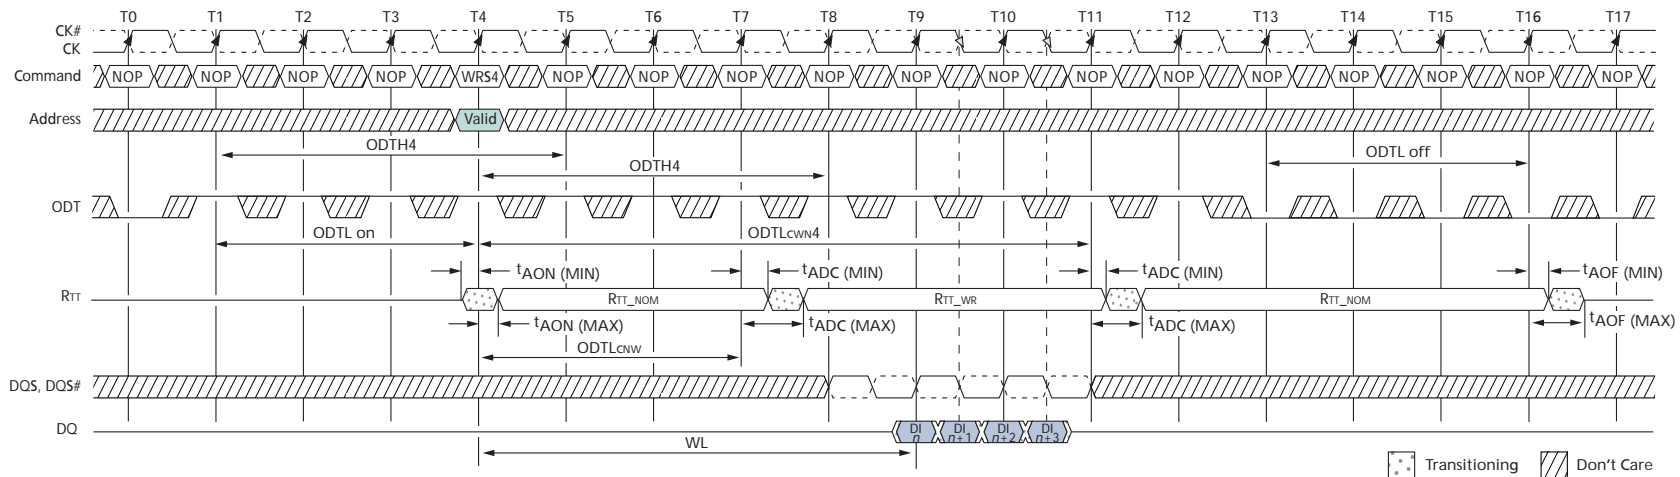 T0 T1 T2 T3 T4 T5 T6 T7 T8 T9 T10 T11 T12 T13 T14 T15 T16 T17
CK#
CK
Command NOP NOP NOP NOP WRS4 NOP NOP NOP NOP NOP NOP NOP NOP NOP NOP NOP NOP NOP
Address Valid
ODTH4 ODTL off
ODTH4
ODT
ODTL on ODTLCWN4
tAON (MIN) tADC (MIN) tADC (MIN) tAOF (MIN)
RTT RTT_NOM RTT_WR RTT_NOM
tAON (MAX) tADC (MAX) tADC (MAX) tAOF (MAX)
ODTLCNW
DQS, DQS#
DQ DI n DI n+1 DI n+2 DI n+3
WL
Transitioning Don't Care